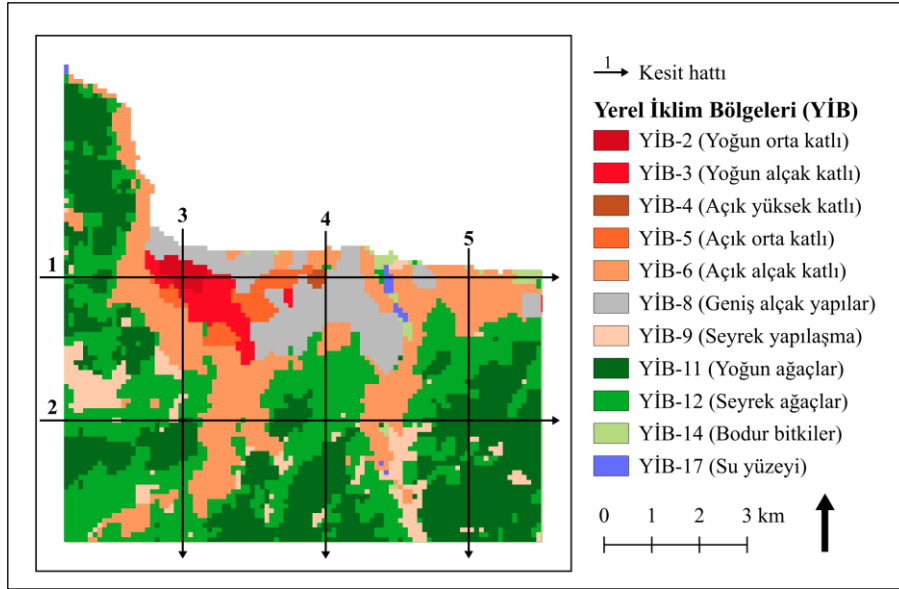 1 Kesit hattı
Yerel İklim Bölgeleri (YİB)
YİB-2 (Yoğun orta katlı)
YİB-3 (Yoğun alçak katlı)
YİB-4 (Açık yüksek katlı)
YİB-5 (Açık orta katlı)
YİB-6 (Açık alçak katlı)
YİB-8 (Geniş alçak yapılar)
YİB-9 (Seyrek yapılaşma)
YİB-11 (Yoğun ağaçlar)
YİB-12 (Seyrek ağaçlar)
YİB-14 (Bodur bitkiler)
YİB-17 (Su yüzeyi)
0 1 2 3 km
3 4 5
1
2